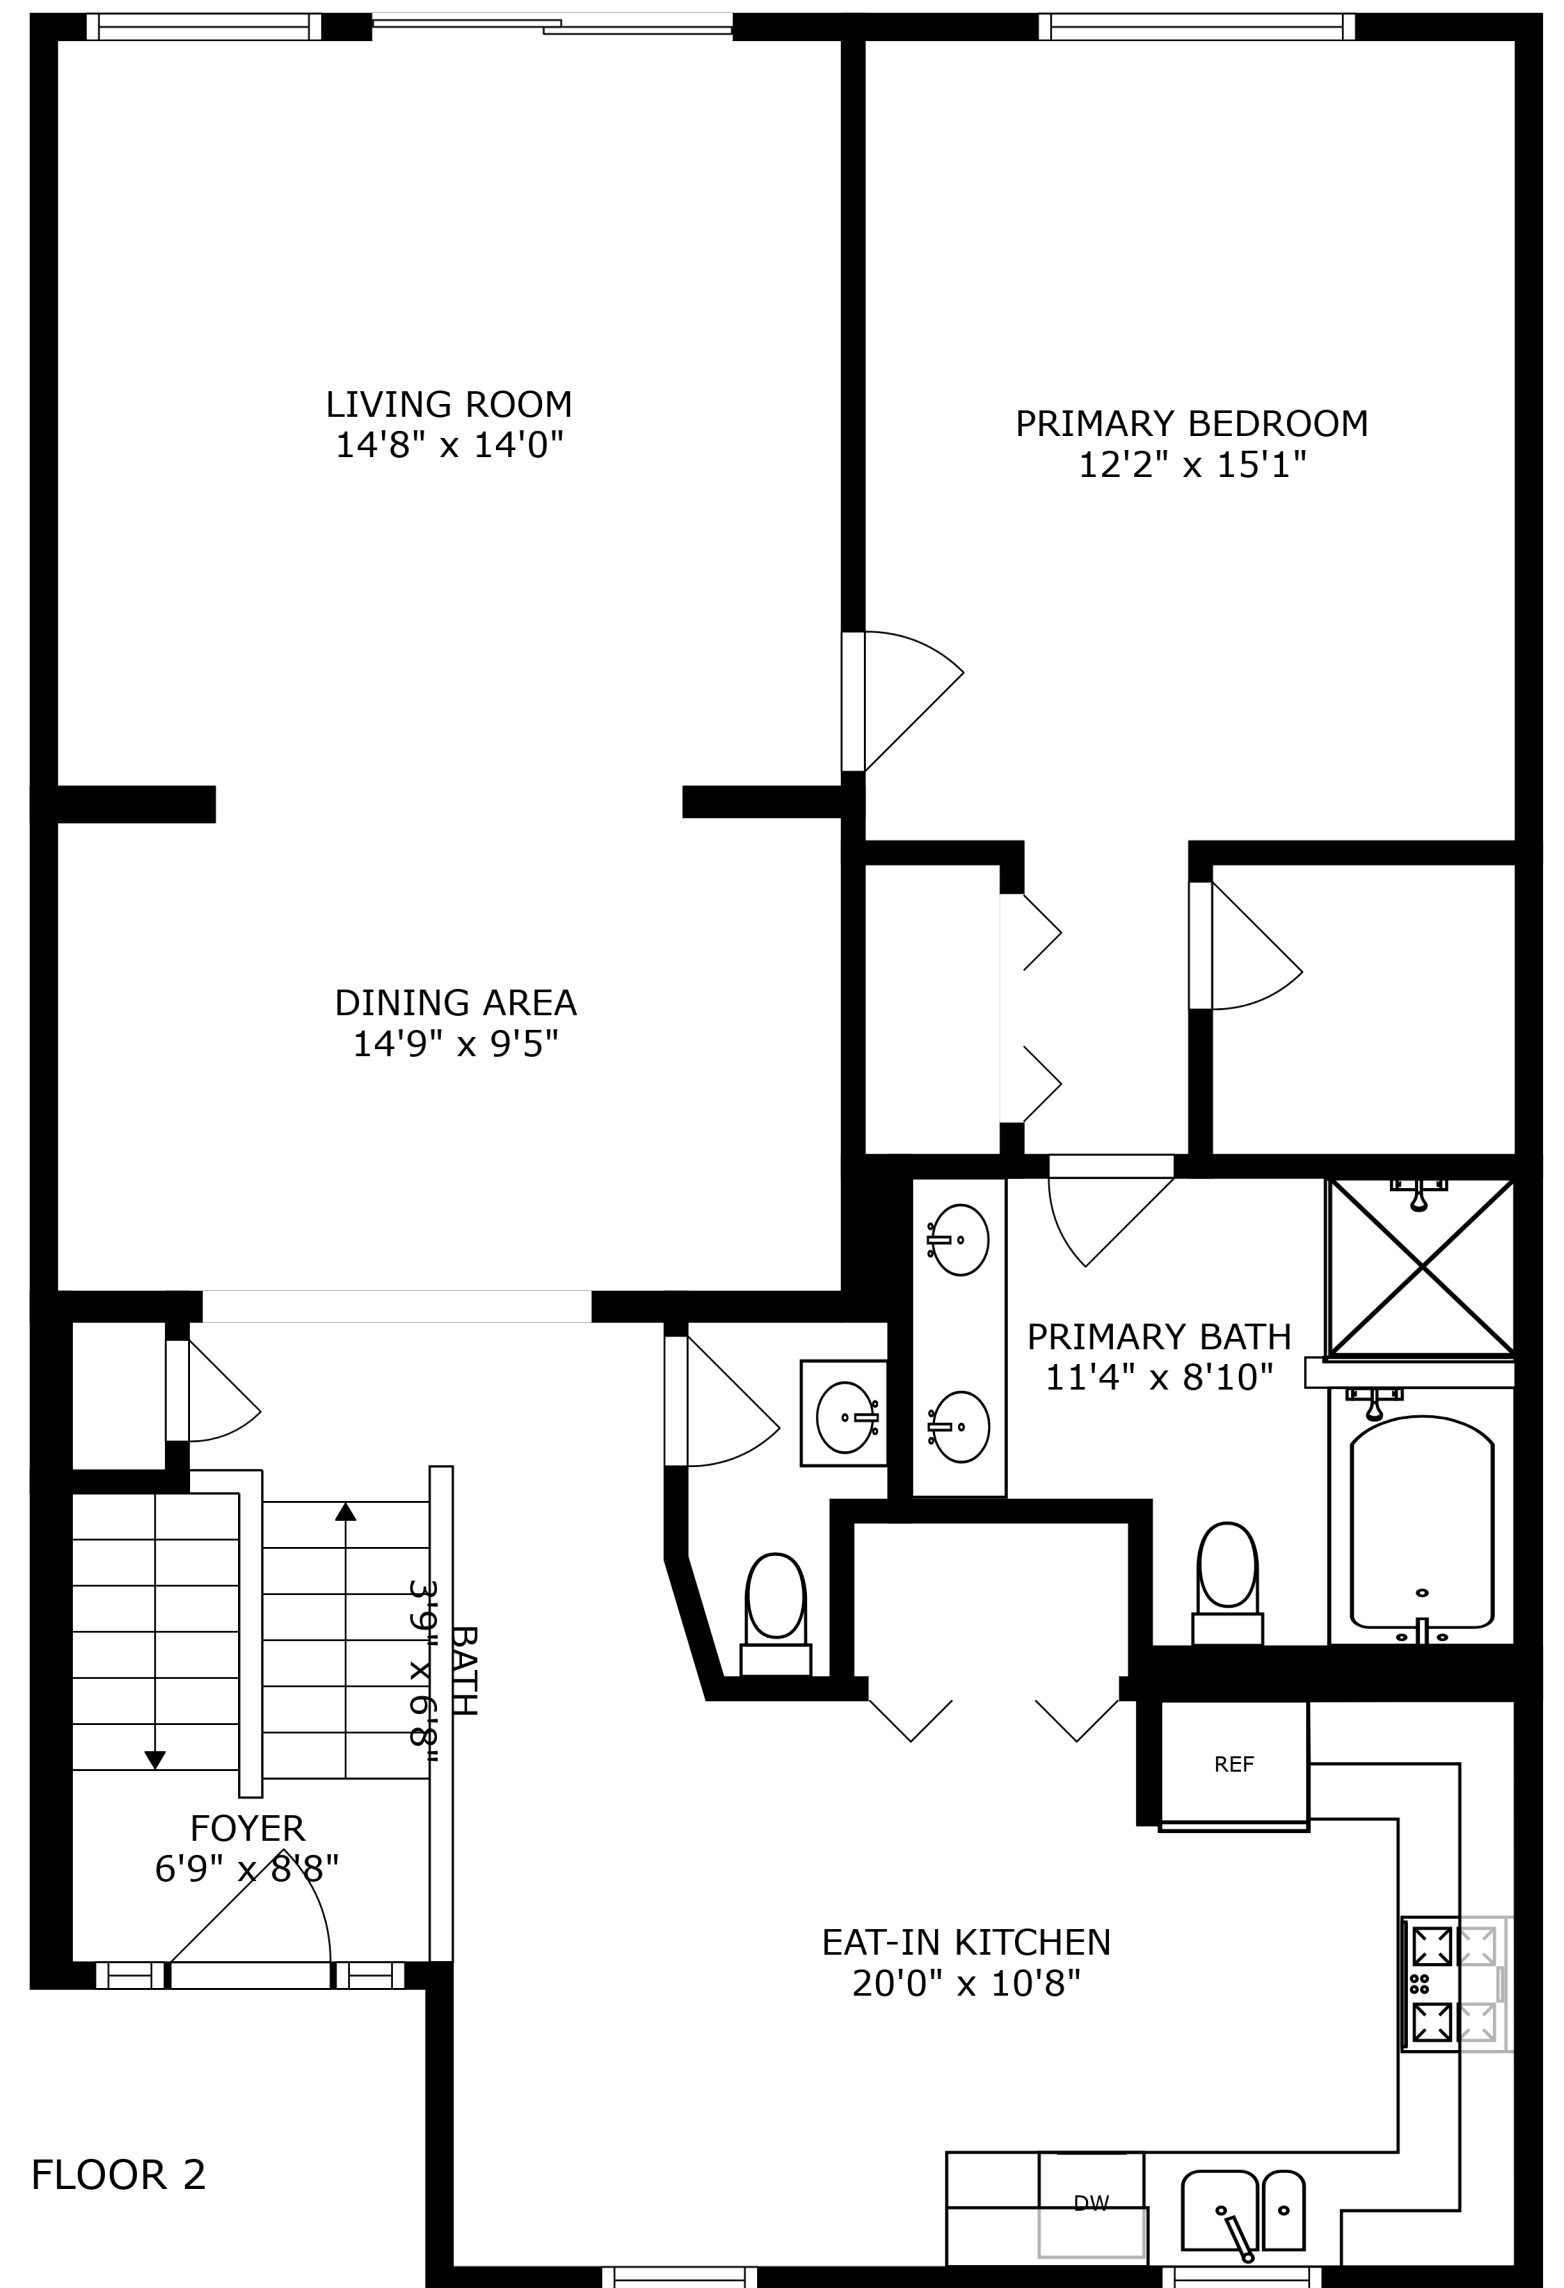 LIVING ROOM
14'8" x 14'0"
PRIMARY BEDROOM
12'2" x 15'1"
DINING AREA
14'9" x 9'5"
PRIMARY BATH
11'4" x 8'10"
BATH
3'9" x 6'8"
REF
FOYER
6'9" x 8'8"
EAT-IN KITCHEN
20'0" x 10'8"
FLOOR 2
DW